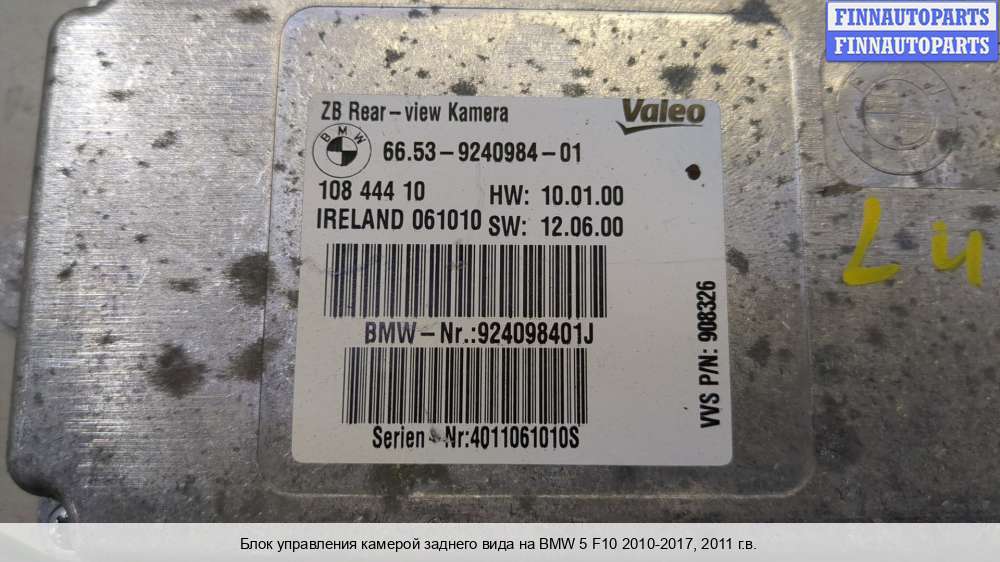 FINNAUTOPARTS
FINNAUTOPARTS
ZB Rear-view Kamera
Valeo
BMW
66.53-9240984-01
108 444 10
HW: 10.01.00
IRELAND 061010
SW: 12.06.00
BMW-Nr.:924098401J
Serien-Nr:4011061010S
VVS P/N: 908326
Блок управления камерой заднего вида на BMW 5 F10 2010-2017, 2011 г.в.